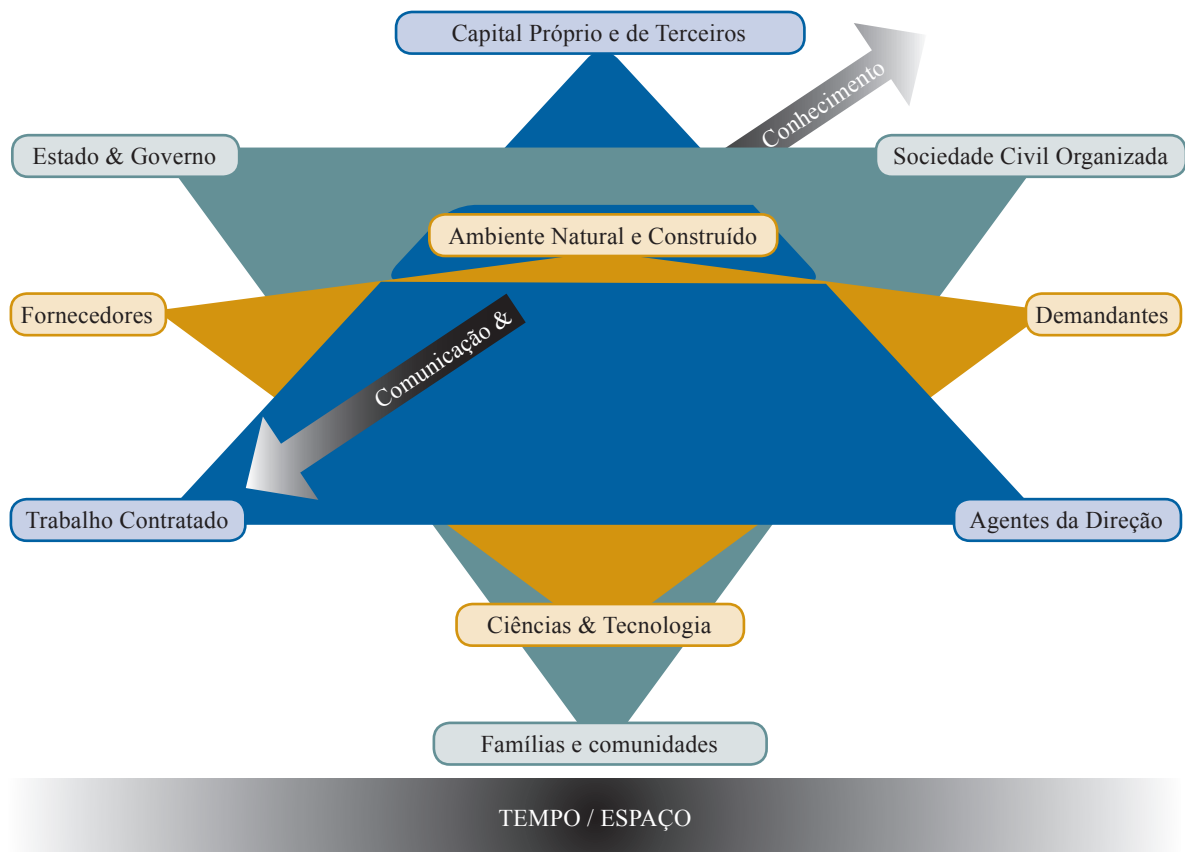 Capital Próprio e de Terceiros
Conhecimento
Estado & Governo
Sociedade Civil Organizada
Ambiente Natural e Construído
Fornecedores
Demandantes
Comunicação &
Trabalho Contratado
Agentes da Direção
Ciências & Tecnologia
Famílias e comunidades
TEMPO / ESPAÇO